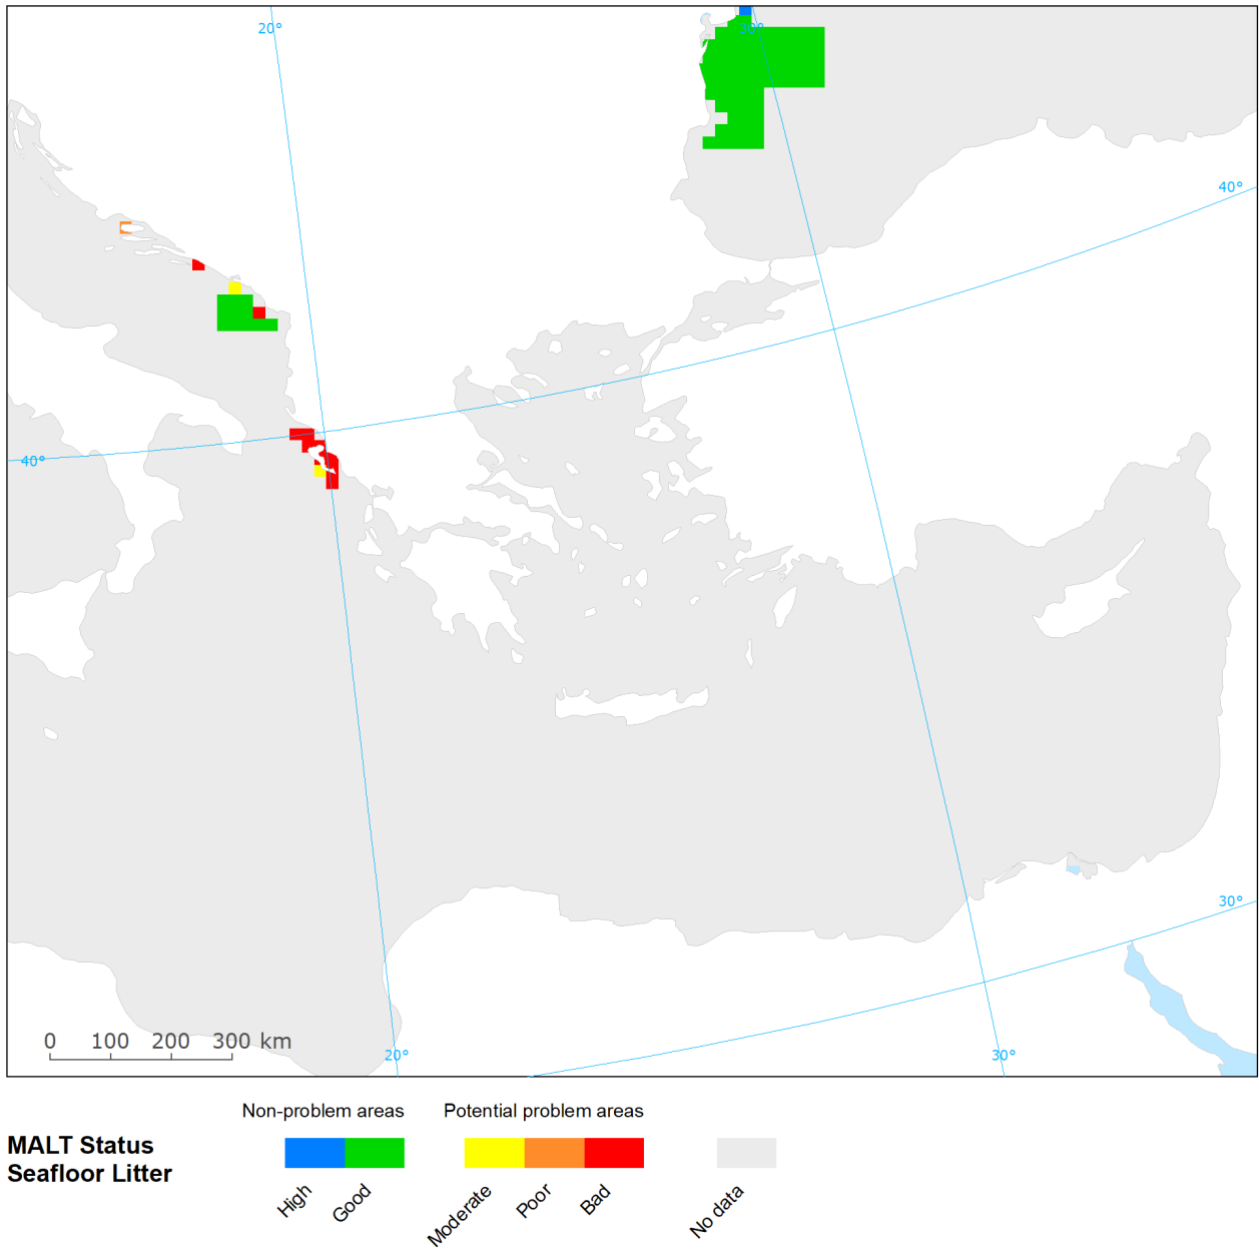 20°
30°
40°
40°
30°
0 100 200 300 km
20°
30°
Non-problem areas
Potential problem areas
MALT Status
Seafloor Litter
High
Good
Moderate
Poor
Bad
No data